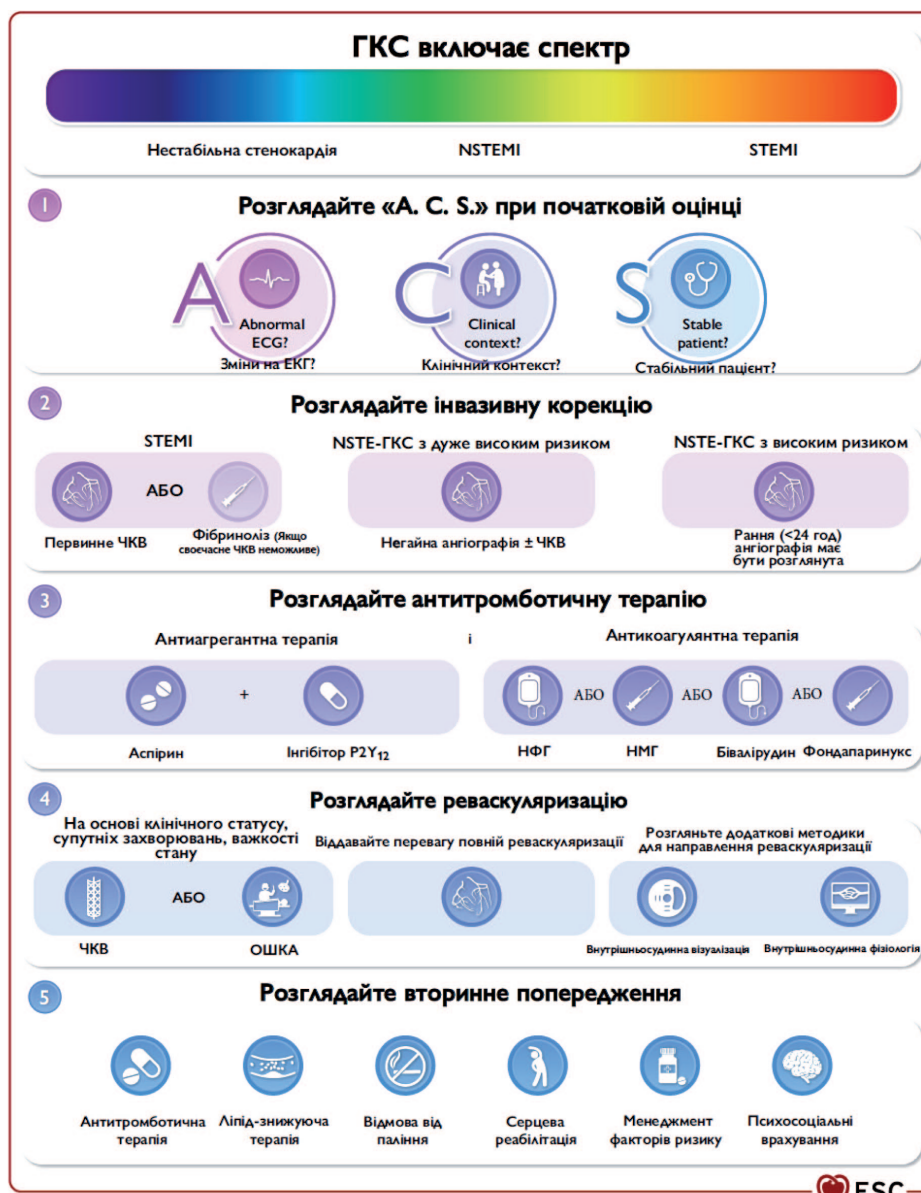 ГКС включає спектр
Нестабільна стенокардія
NSTEMI
STEMI
1
Розглядайте «A. C. S.» при початковій оцінці
A
Abnormal
ECG?
Зміни на ЕКГ?
C
Clinical
context?
Клінічний контекст?
S
Stable
patient?
Стабільний пацієнт?
2
Розглядайте інвазивну корекцію
STEMI
АБО
Первинне ЧКВ
Фібриноліз (Якщо
своєчасне ЧКВ неможливе)
NSTE-ГКС з дуже високим ризиком
Негайна ангіографія ± ЧКВ
NSTE-ГКС з високим ризиком
Рання (<24 год)
ангіографія має
бути розглянута
3
Розглядайте антитромботичну терапію
Антиагрегантна терапія
і
Антикоагулянтна терапія
+
АБО
АБО
АБО
Аспірин
Інгібітор P2Y12
НФГ
НМГ
Бівалірудин
Фондапаринукс
4
Розглядайте реваскуляризацію
На основі клінічного статусу,
супутніх захворювань, важкості
стану
АБО
ЧКВ
ОШКА
Віддавайте перевагу повній реваскуляризації
Розгляньте додаткові методики
для направлення реваскуляризації
Внутрішньосудинна візуалізація
Внутрішньосудинна фізіологія
5
Розглядайте вторинне попередження
Антитромботична
терапія
Ліпід-знижуюча
терапія
Відмова від
паління
Серцева
реабілітація
Менеджмент
факторів ризику
Психосоціальні
врахування
ESC